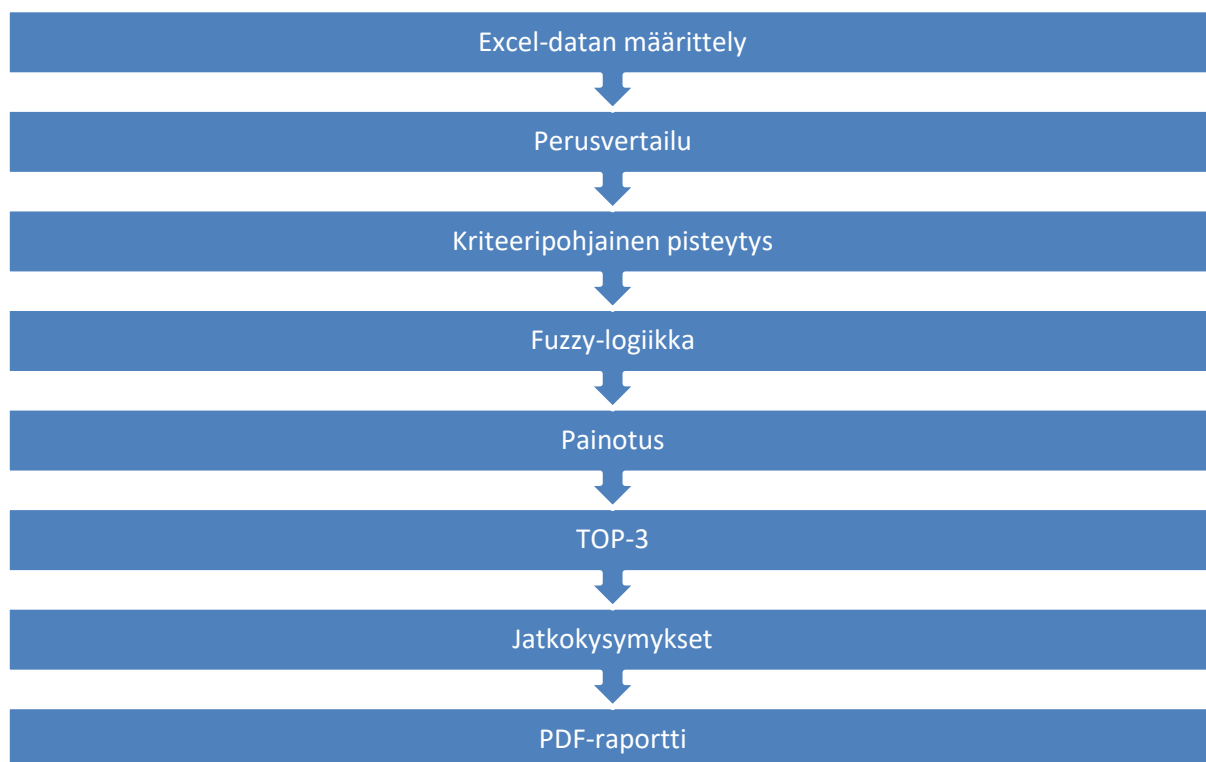 Excel-datan määrittely
Perusvertailu
Kriteeripohjainen pisteytys
Fuzzy-logiikka
Painotus
TOP-3
Jatkokysymykset
PDF-raportti